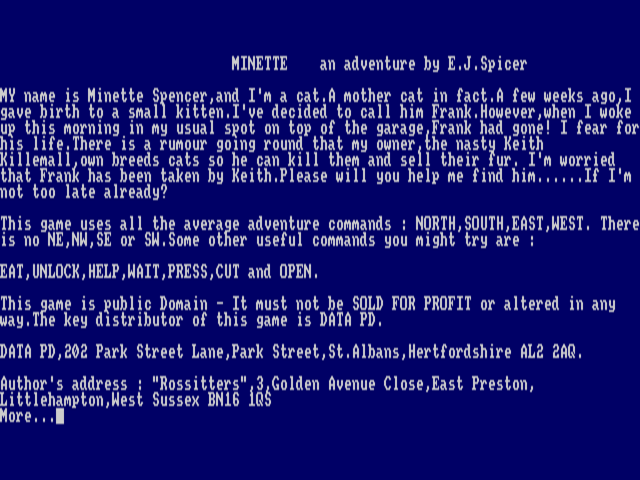 MINETTE    an adventure by E.J.Spicer
MY name is Minette Spencer,and I'm a cat.A mother cat in fact.A few weeks ago,I
gave birth to a small kitten.I've decided to call him Frank.However,when I woke
up this morning in my usual spot on top of the garage,Frank had gone! I fear for
his life.There is a rumour going round that my owner,the nasty Keith
Killemall,own breeds cats so he can kill them and sell their fur. I'm worried
that Frank has been taken by Keith.Please will you help me find him......If I'm
not too late already?
This game uses all the average adventure commands : NORTH,SOUTH,EAST,WEST. There
is no NE,NW,SE or SW.Some other useful commands you might try are :
EAT,UNLOCK,HELP,WAIT,PRESS,CUT and OPEN.
This game is public Domain - It must not be SOLD FOR PROFIT or altered in any
way.The key distributor of this game is DATA PD.
DATA PD,202 Park Street Lane,Park Street,St.Albans,Hertfordshire AL2 2AQ.
Author's address : "Rossitters",3,Golden Avenue Close,East Preston,
Littlehampton,West Sussex BN16 1QS
More...